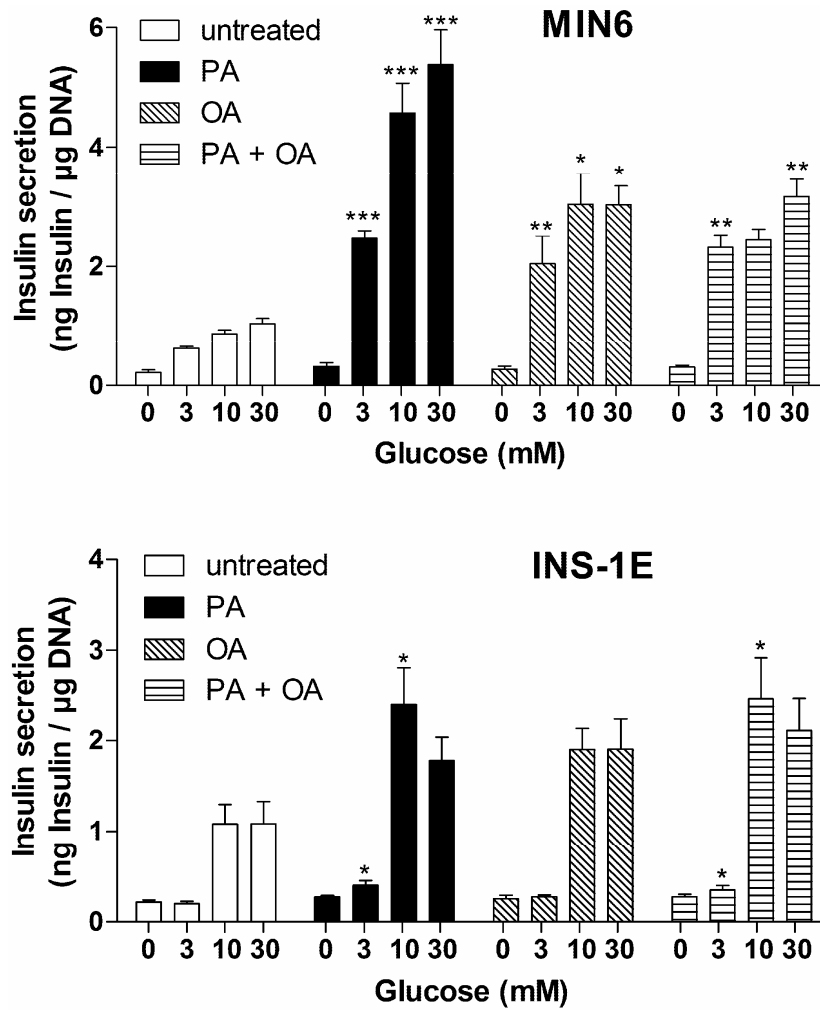 MIN6
untreated
PA
OA
PA + OA
Insulin secretion
(ng Insulin / µg DNA)
6
4
2
0
*** *** ***
** * *
** **
0 3 10 30 0 3 10 30 0 3 10 30 0 3 10 30
Glucose (mM)
INS-1E
untreated
PA
OA
PA + OA
Insulin secretion
(ng Insulin / µg DNA)
4
3
2
1
0
* *
* *
0 3 10 30 0 3 10 30 0 3 10 30 0 3 10 30
Glucose (mM)